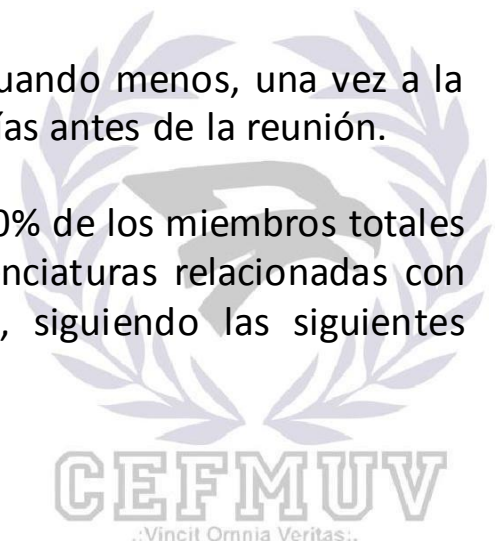 uando menos, una vez a la
ías antes de la reunión.
0% de los miembros totales
nciaturas relacionadas con
, siguiendo las siguientes
CEFMUV
.:Vincit Omnia Veritas:.